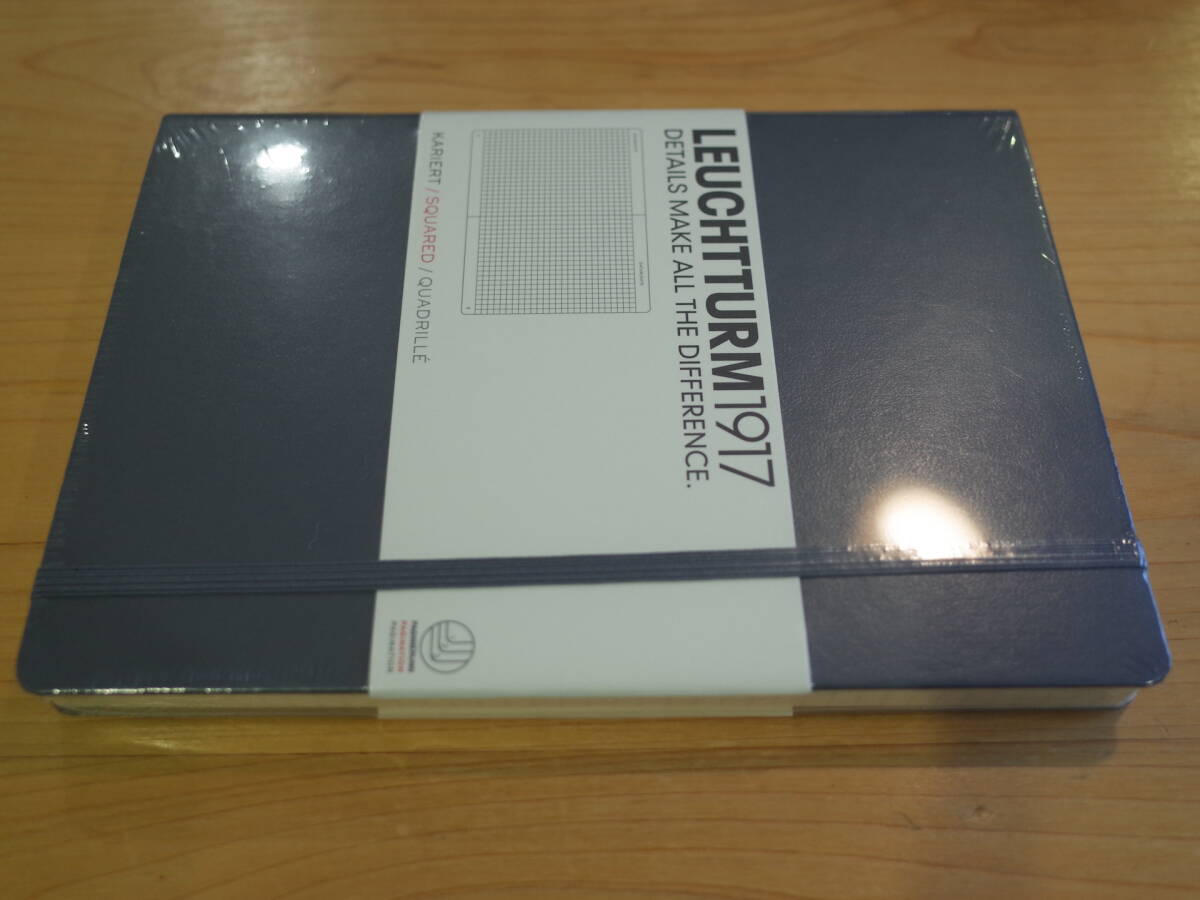 LEUCHTTURM1917
DETAILS MAKE ALL THE DIFFERENCE.
KARIERT / SQUARED / QUADRILLÉ